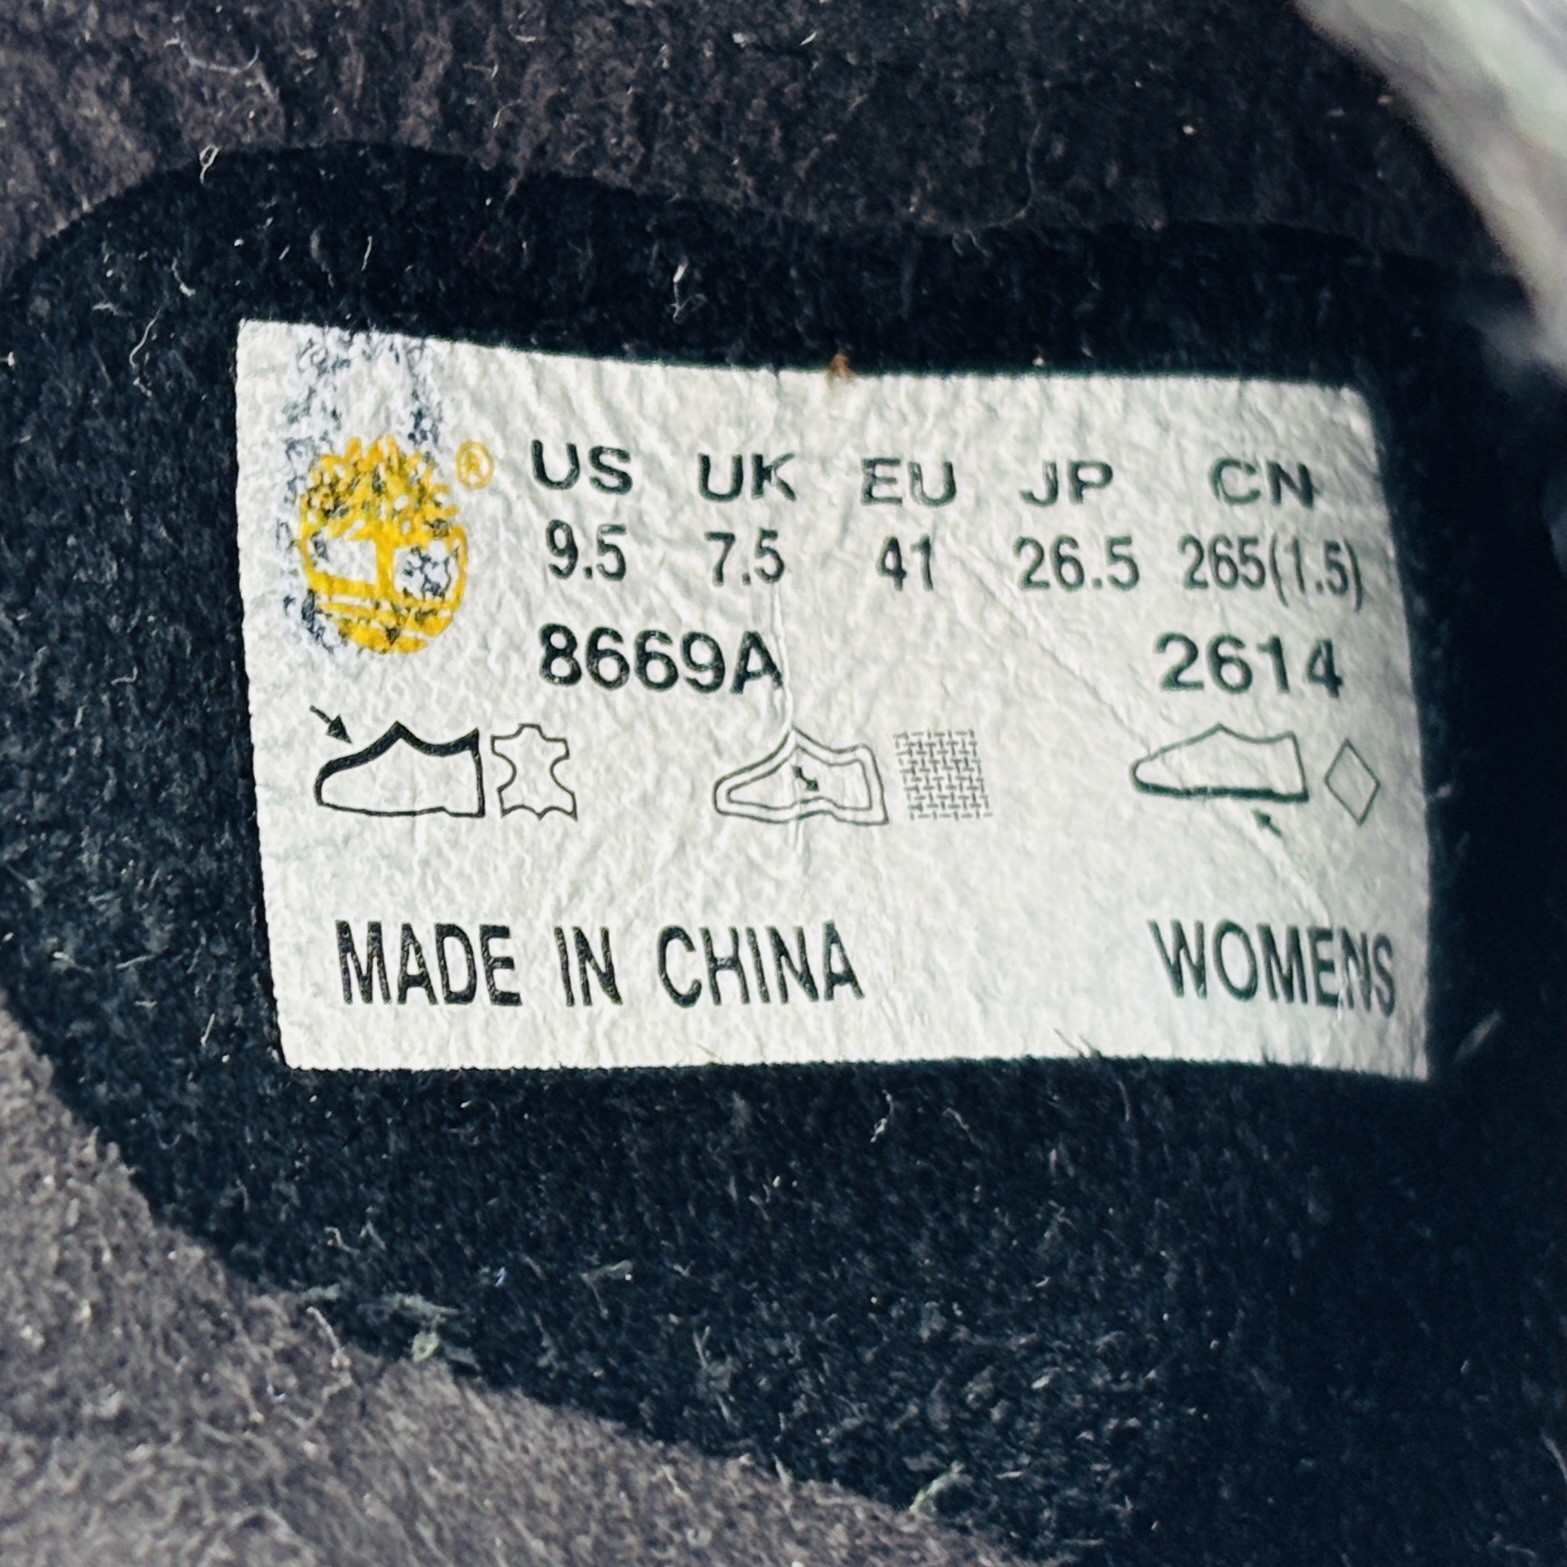 ® US UK EU JP CN
9.5 7.5 41 26.5 265(1.5)
8669A 2614
MADE IN CHINA WOMENS